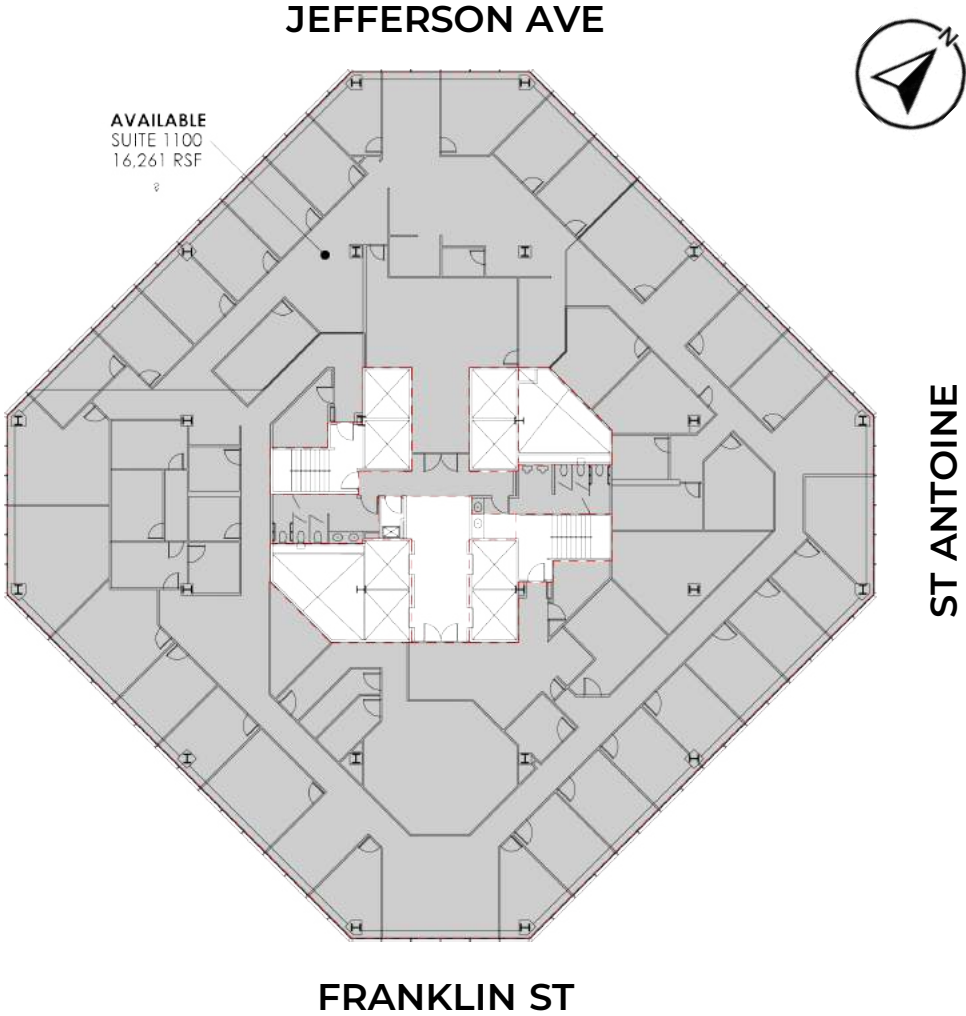 JEFFERSON AVE
N
AVAILABLE
SUITE 1100
16,261 RSF
ST ANTOINE
FRANKLIN ST